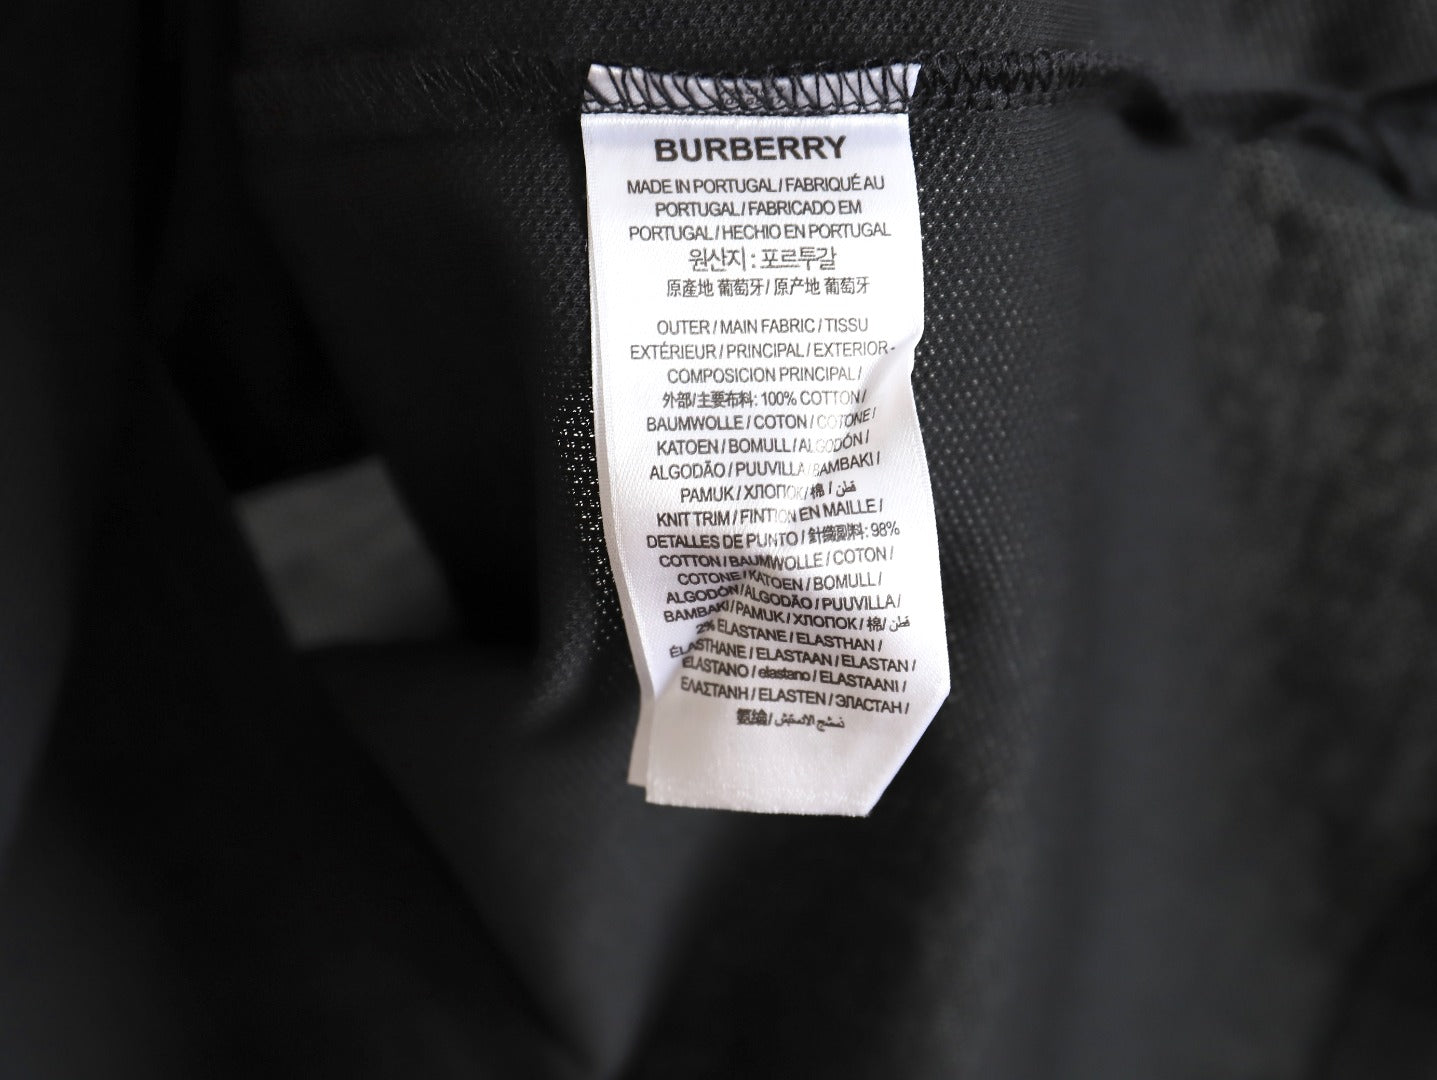 BURBERRY
MADE IN PORTUGAL / FABRIQUÉ AU
PORTUGAL / FABRICADO EM
PORTUGAL / HECHIO EN PORTUGAL
원산지 : 포르투갈
原產地 葡萄牙 / 原产地 葡萄牙
OUTER / MAIN FABRIC / TISSU
EXTÉRIEUR / PRINCIPAL / EXTERIOR -
COMPOSICION PRINCIPAL /
外部/主要布料: 100% COTTON /
BAUMWOLLE / COTON / COTONE /
KATOEN / BOMULL / ALGODÓN /
ALGODÃO / PUUVILLA / BAMBAKI /
PAMUK / ХЛОПОК / 棉 / قطن
KNIT TRIM / FINTION EN MAILLE /
DETALLES DE PUNTO / 針織副料: 98%
COTTON / BAUMWOLLE / COTON /
COTONE / KATOEN / BOMULL /
ALGODÓN / ALGODÃO / PUUVILLA /
BAMBAKI / PAMUK / ХЛОПОК / 棉 / قطن
2% ELASTANE / ELASTHAN /
ÉLASTHANE / ELASTAAN / ELASTAN /
ELASTANO / elastano / ELASTAANI /
ΕΛΑΣΤΑΝΗ / ELASTEN / ЭЛАСТАН /
氨綸 /